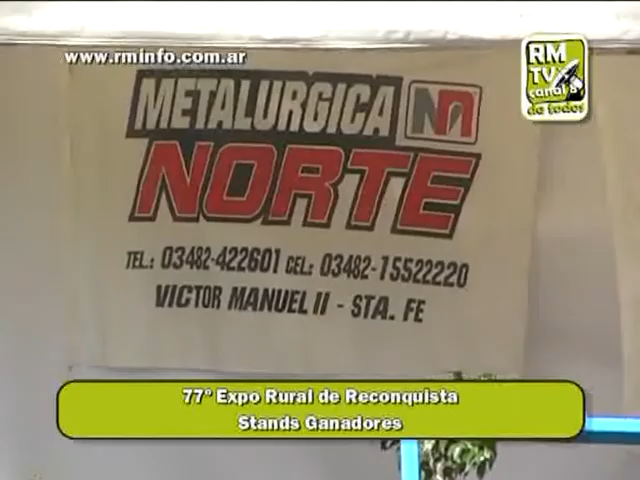 www.rminfo.com.ar
RM
TV
canal 8
de todos
METALURGICA
NORTE
TEL.: 03482-422601 CEL.: 03482-15522220
VICTOR MANUEL II - STA. FE
77º Expo Rural de Reconquista
Stands Ganadores